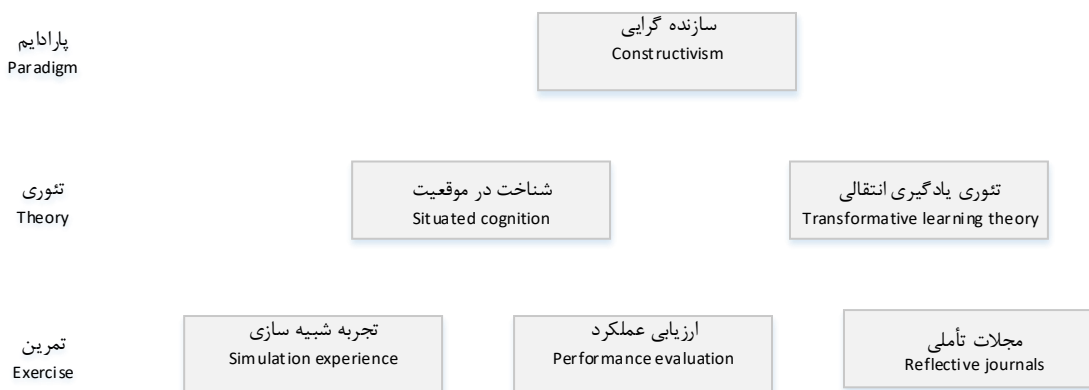 پارادایم
Paradigm
سازنده گرایی
Constructivism
تئوری
Theory
شناخت در موقعیت
Situated cognition
تئوری یادگیری انتقالی
Transformative learning theory
تمرین
Exercise
تجربه شبیه سازی
Simulation experience
ارزیابی عملکرد
Performance evaluation
مجلات تأملی
Reflective journals